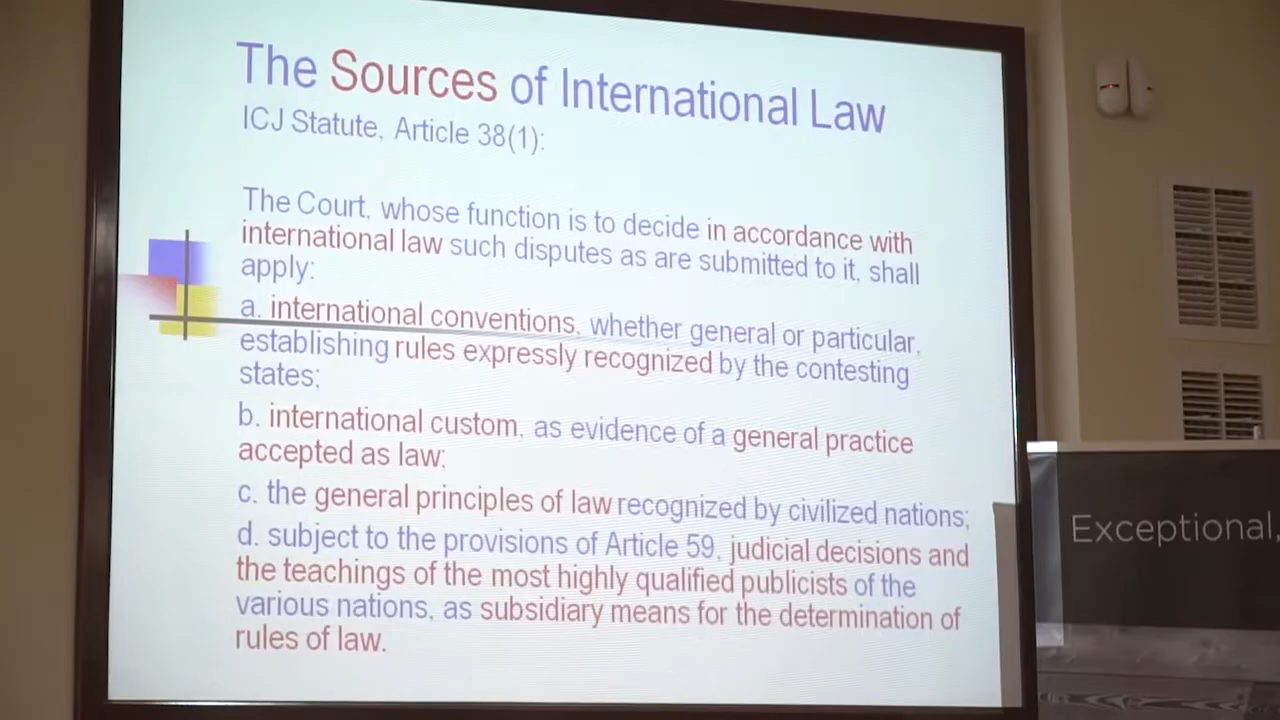 The Sources of International Law
ICJ Statute, Article 38(1):
The Court, whose function is to decide in accordance with
international law such disputes as are submitted to it, shall
apply:
a. international conventions, whether general or particular,
establishing rules expressly recognized by the contesting
states;
b. international custom, as evidence of a general practice
accepted as law;
c. the general principles of law recognized by civilized nations;
d. subject to the provisions of Article 59, judicial decisions and
the teachings of the most highly qualified publicists of the
various nations, as subsidiary means for the determination of
rules of law.
Exceptional,